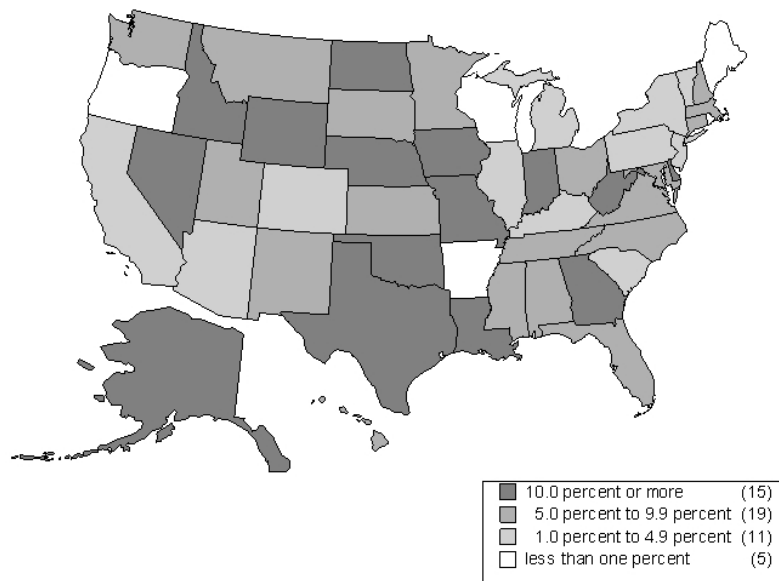 10.0 percent or more (15)
5.0 percent to 9.9 percent (19)
1.0 percent to 4.9 percent (11)
less than one percent (5)